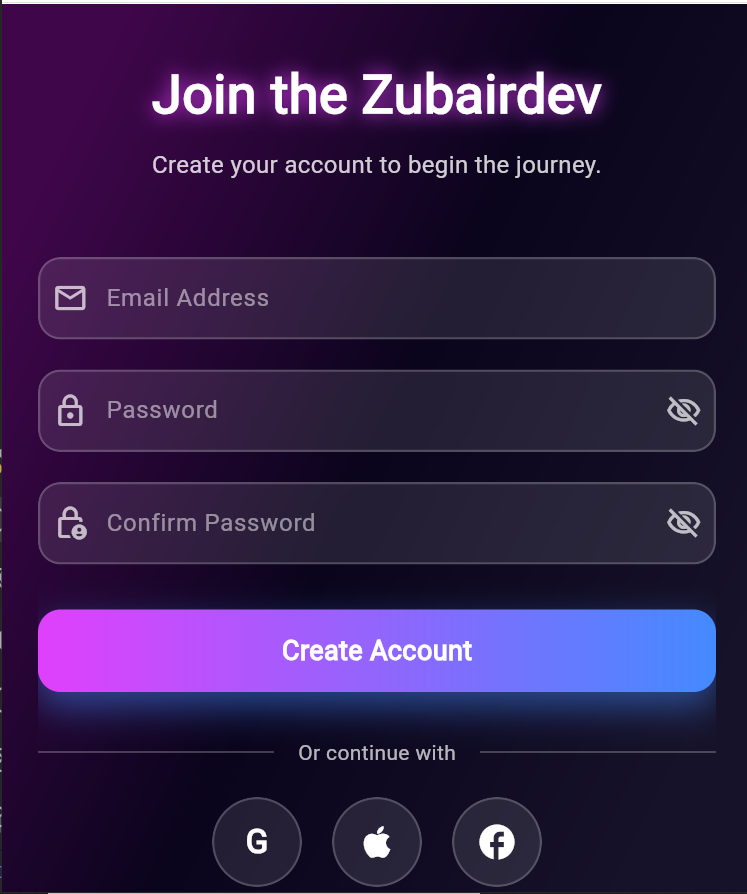 Join the Zubairdev
Create your account to begin the journey.
Email Address
Password
Confirm Password
Create Account
Or continue with
G